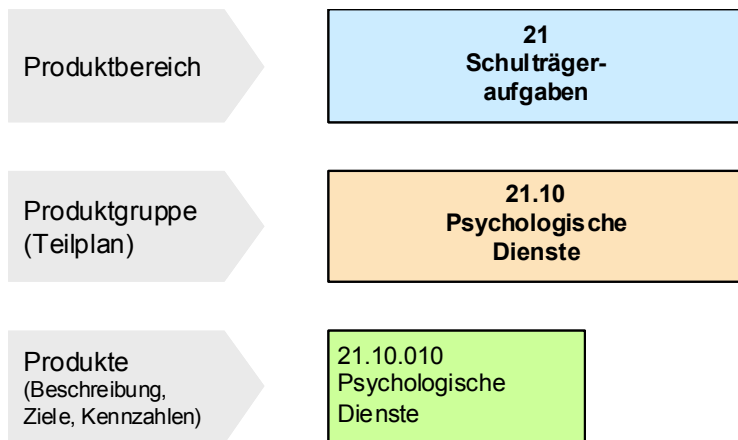 Produktbereich
21
Schulträger-
aufgaben
Produktgruppe
(Teilplan)
21.10
Psychologische
Dienste
Produkte
(Beschreibung,
Ziele, Kennzahlen)
21.10.010
Psychologische
Dienste